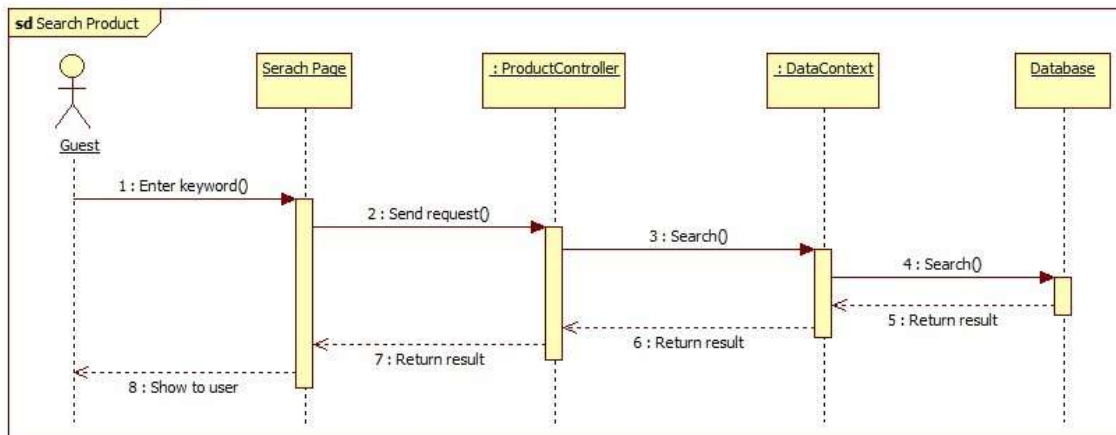 sd Search Product
Guest
Serach Page
: ProductController
: DataContext
Database
1 : Enter keyword()
2 : Send request()
3 : Search()
4 : Search()
5 : Return result
6 : Return result
7 : Return result
8 : Show to user